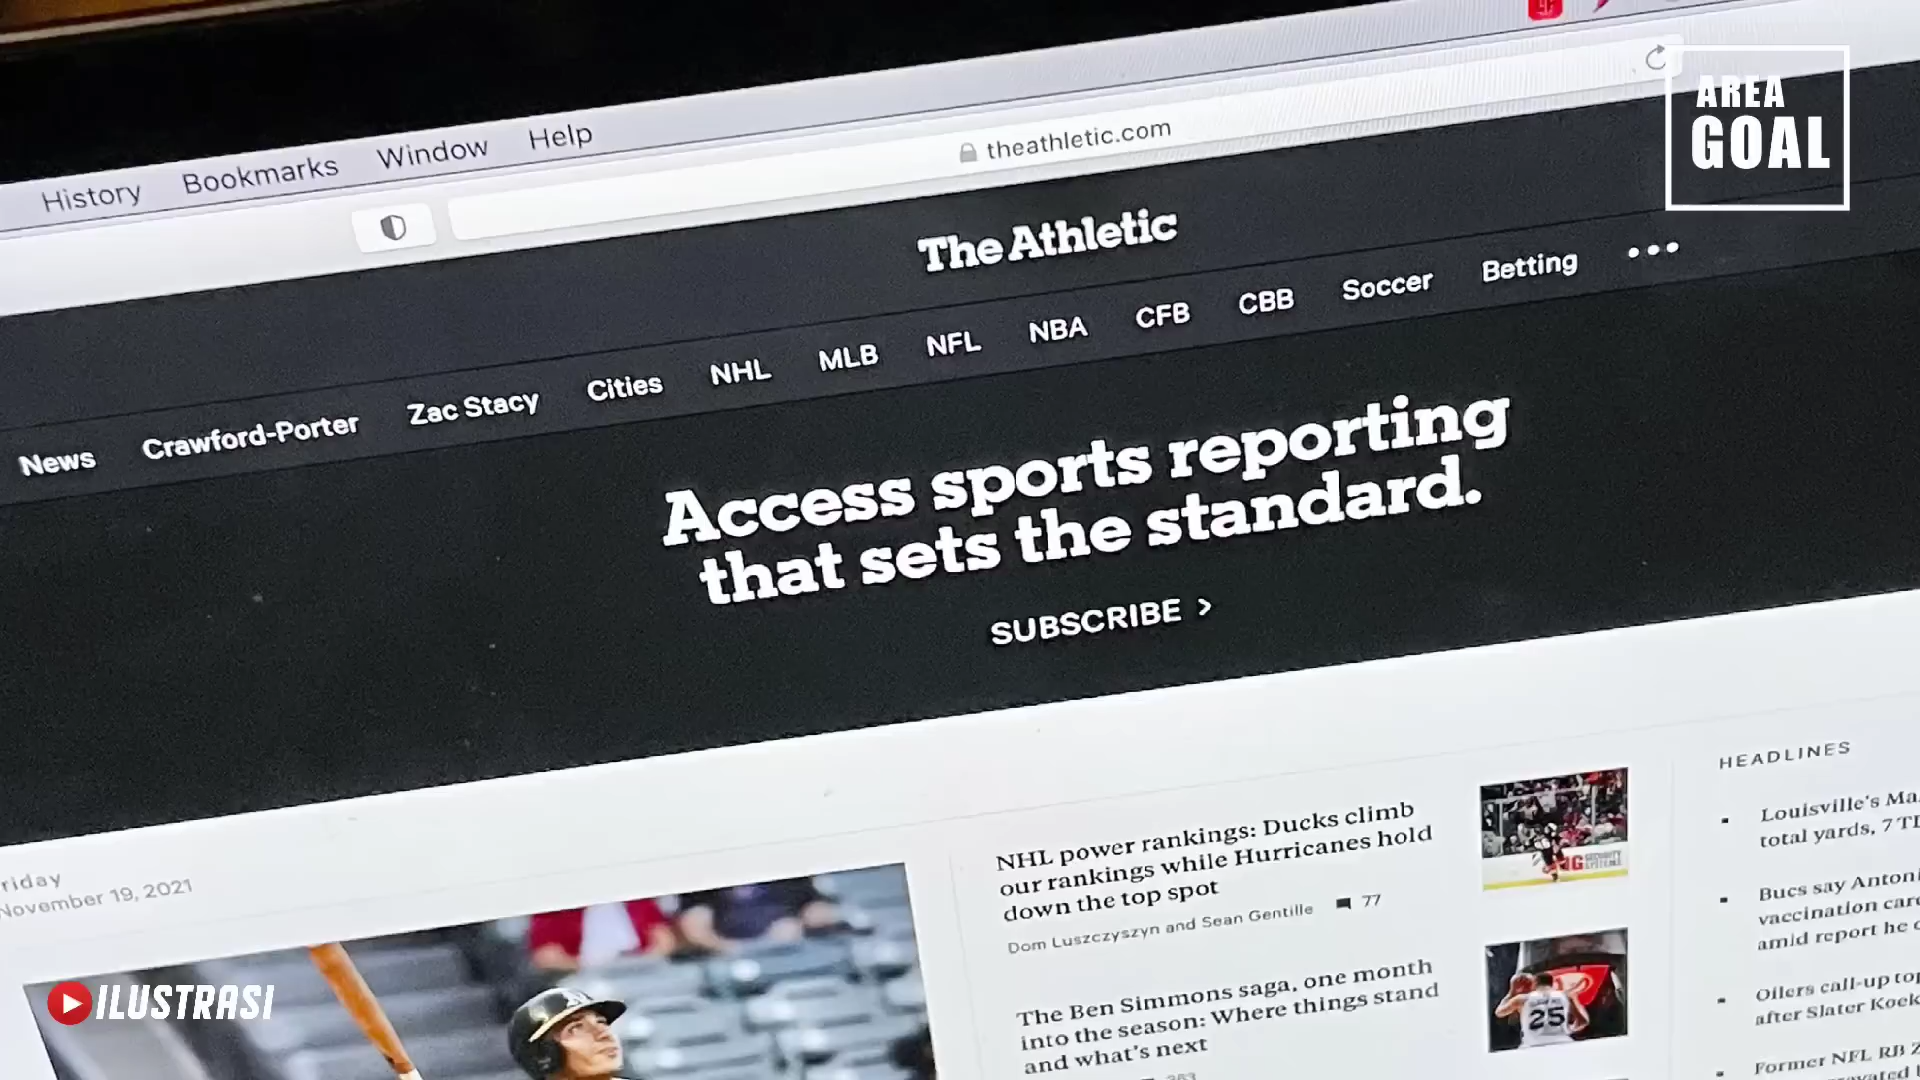 AREA
GOAL
History Bookmarks Window Help
theathletic.com
The Athletic
News Crawford-Porter Zac Stacy Cities NHL MLB NFL NBA CFB CBB Soccer Betting •••
Access sports reporting
that sets the standard.
SUBSCRIBE >
November 19, 2021
NHL power rankings: Ducks climb
our rankings while Hurricanes hold
down the top spot
Dom Luszczyszyn and Sean Gentille 77
The Ben Simmons saga, one month
into the season: Where things stand
and what's next
25
HEADLINES
Louisville's
total yards, 7
Bucs say
vaccination
amid report he
Oilers call-up
after Slater
Former NFL RB
ILUSTRASI